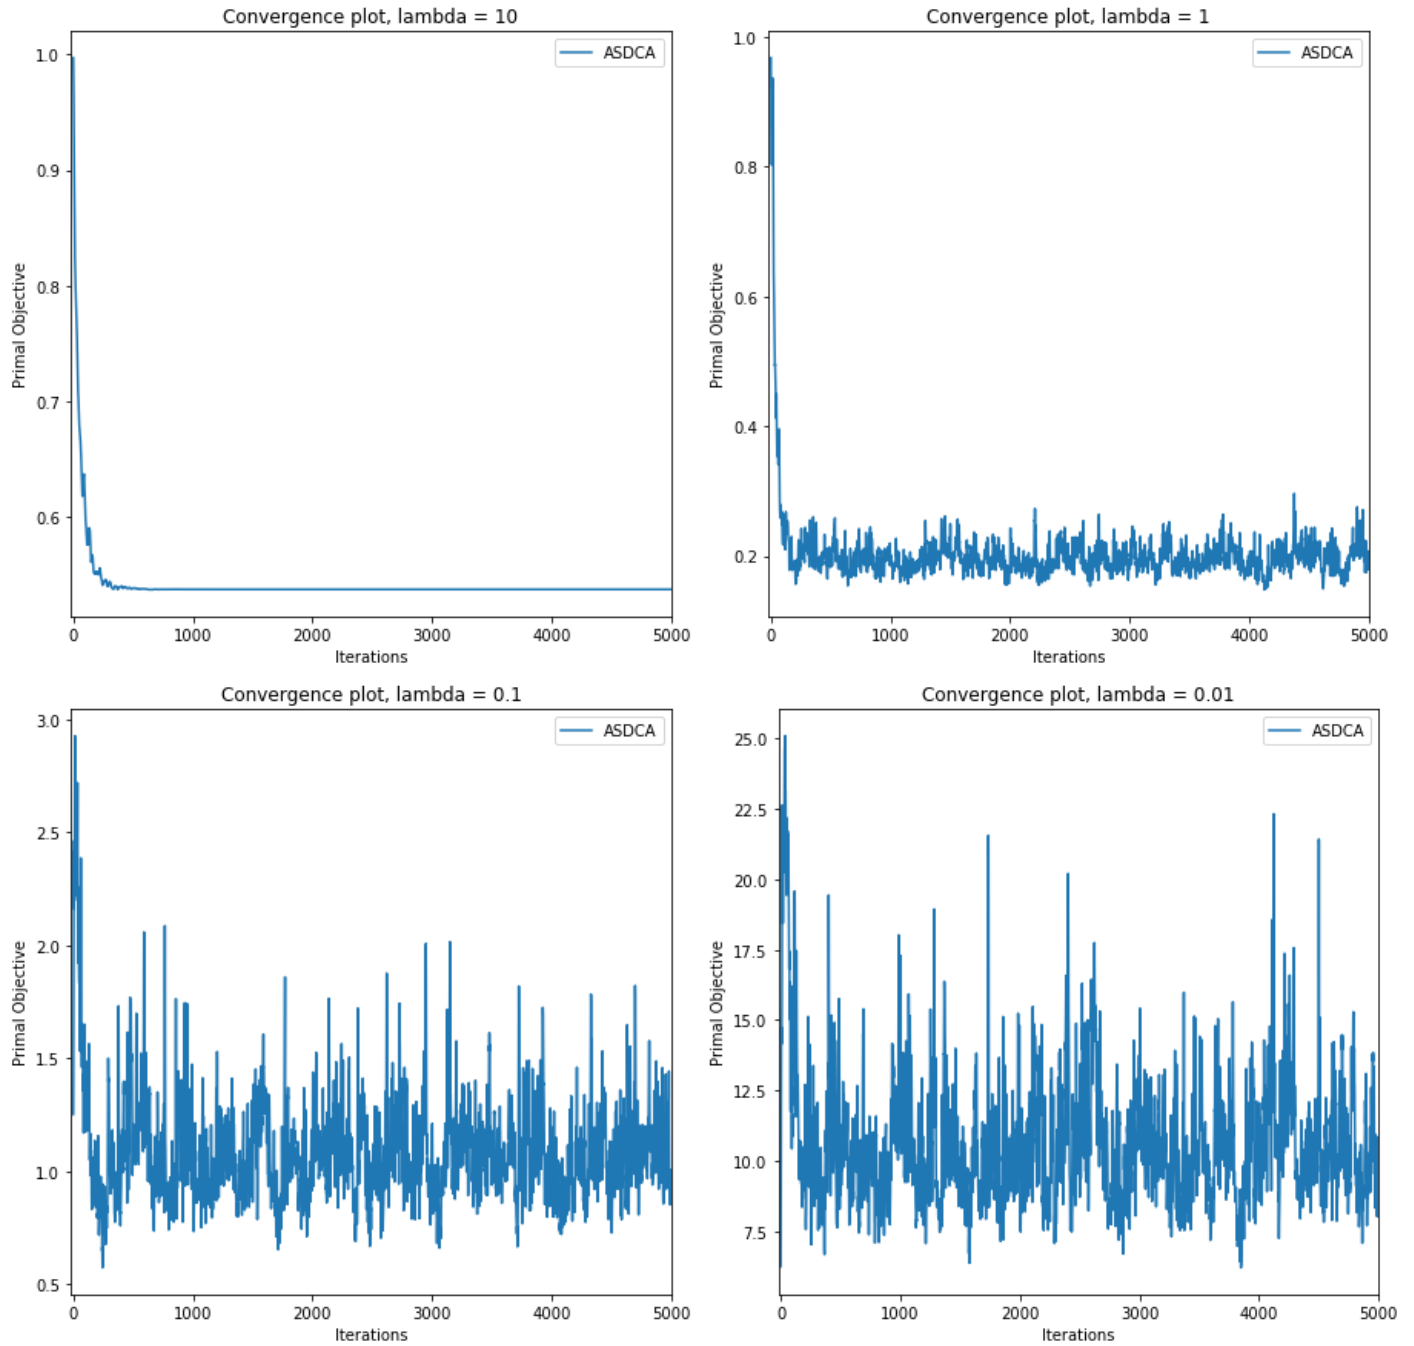 Convergence plot, lambda = 10
ASDCA
1.0
0.9
0.8
0.7
0.6
Primal Objective
0 1000 2000 3000 4000 5000
Iterations
Convergence plot, lambda = 1
ASDCA
1.0
0.8
0.6
0.4
0.2
Primal Objective
0 1000 2000 3000 4000 5000
Iterations
Convergence plot, lambda = 0.1
ASDCA
3.0
2.5
2.0
1.5
1.0
0.5
Primal Objective
0 1000 2000 3000 4000 5000
Iterations
Convergence plot, lambda = 0.01
ASDCA
25.0
22.5
20.0
17.5
15.0
12.5
10.0
7.5
Primal Objective
0 1000 2000 3000 4000 5000
Iterations